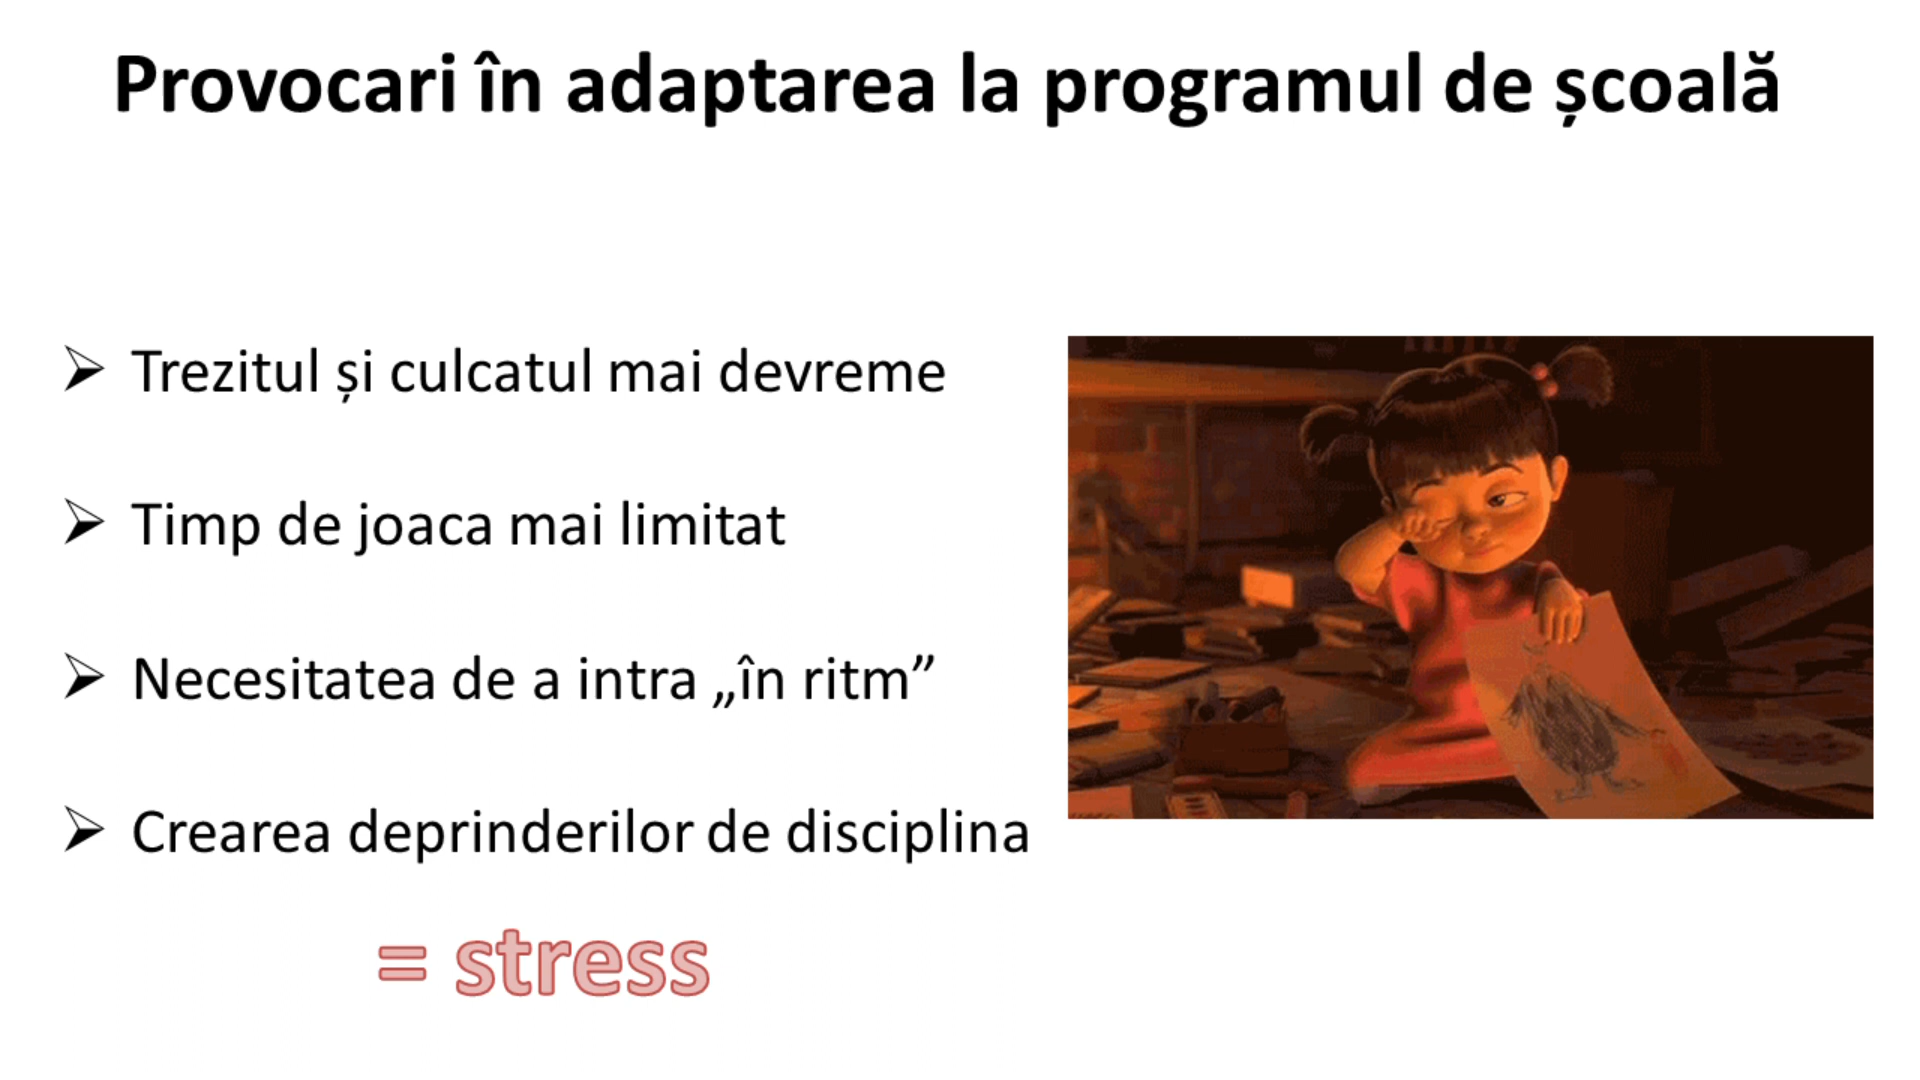 Provocari în adaptarea la programul de școală
Trezitul și culcatul mai devreme
Timp de joaca mai limitat
Necesitatea de a intra „în ritm”
Crearea deprinderilor de disciplina
= stress